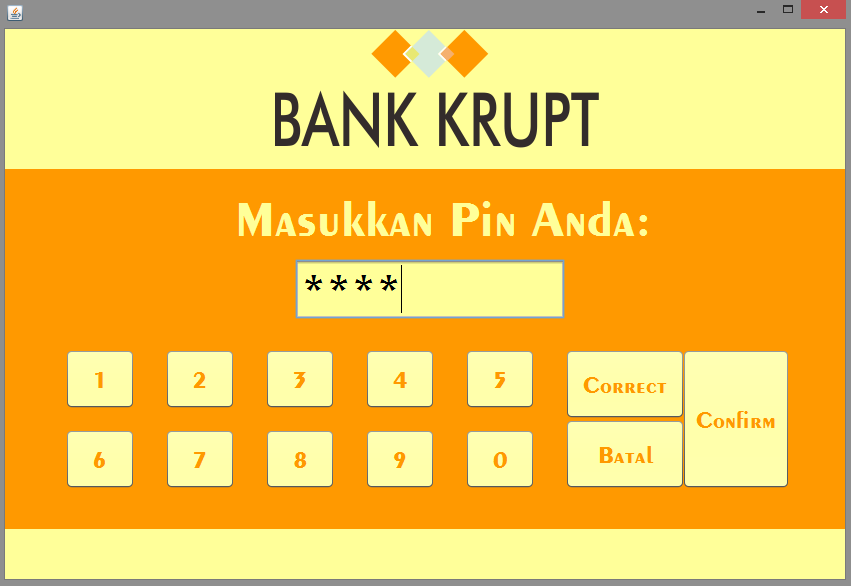 BANK KRUPT
Masukkan Pin Anda:
****
1 2 3 4 5
Correct
Confirm
6 7 8 9 0
Batal